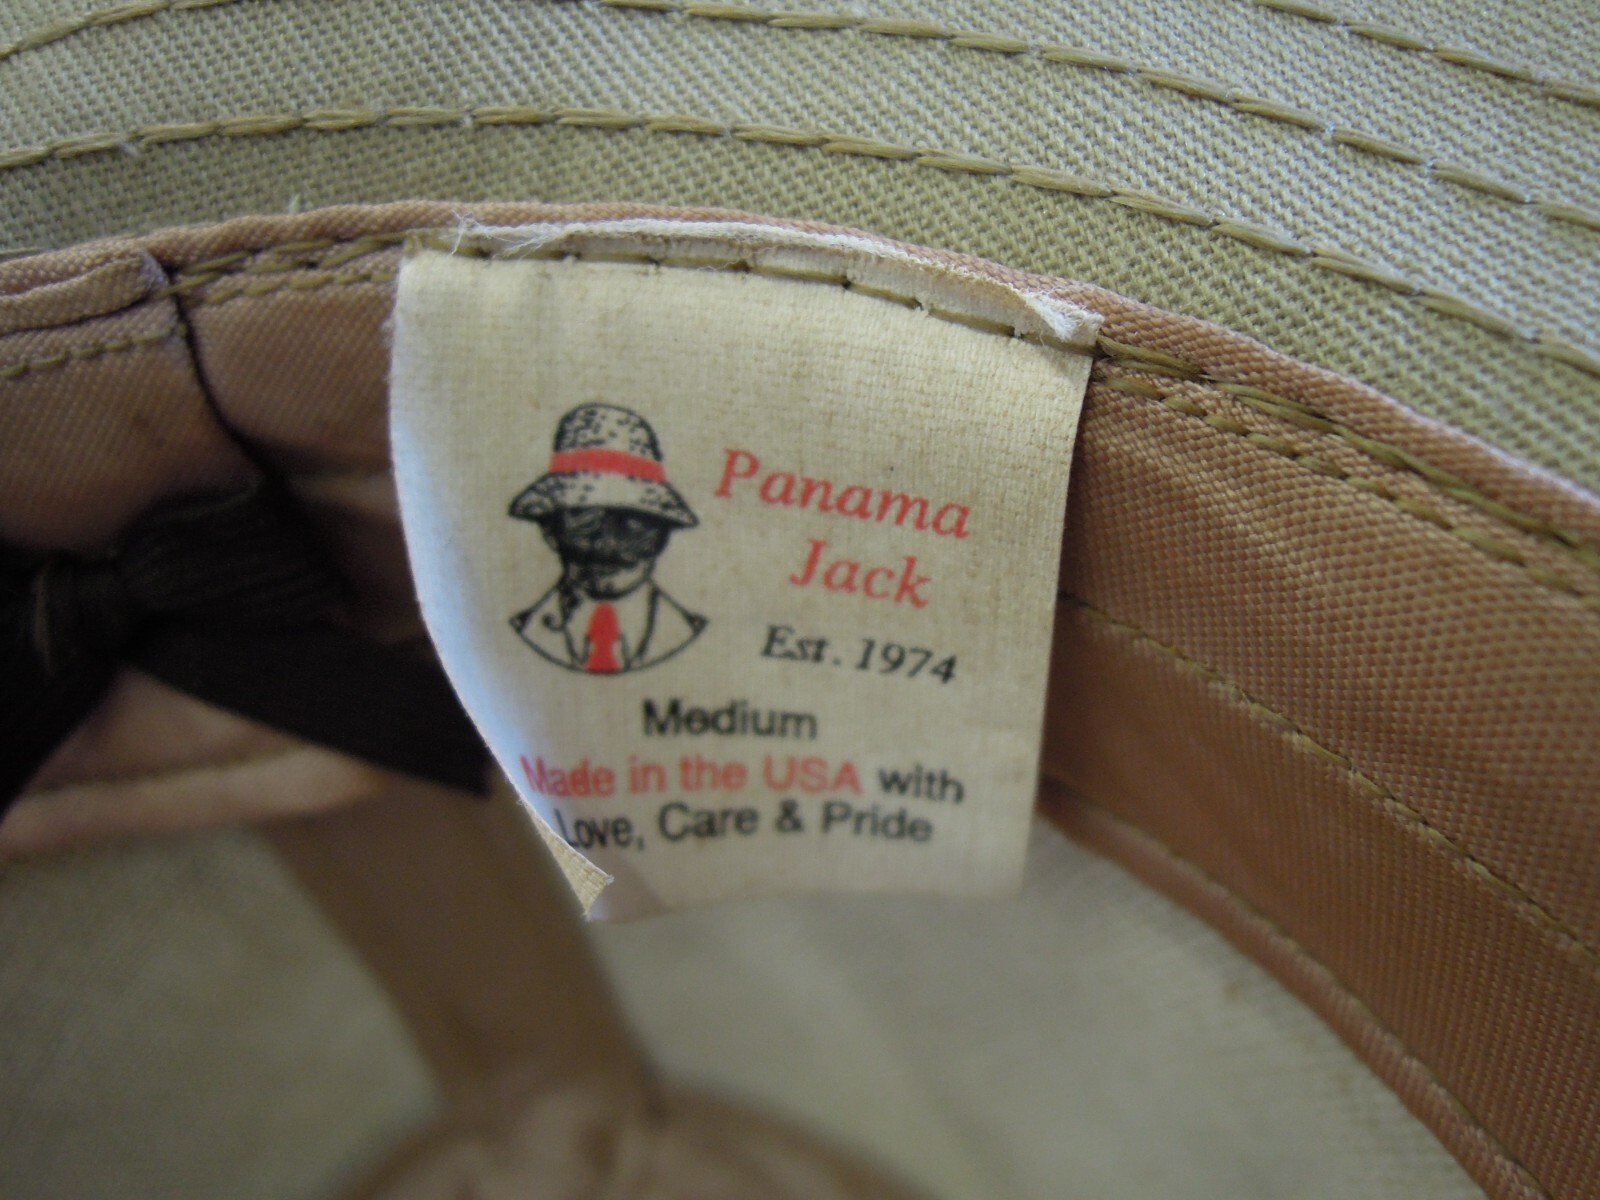 Panama
Jack
Est. 1974
Medium
Made in the USA with
Love, Care & Pride